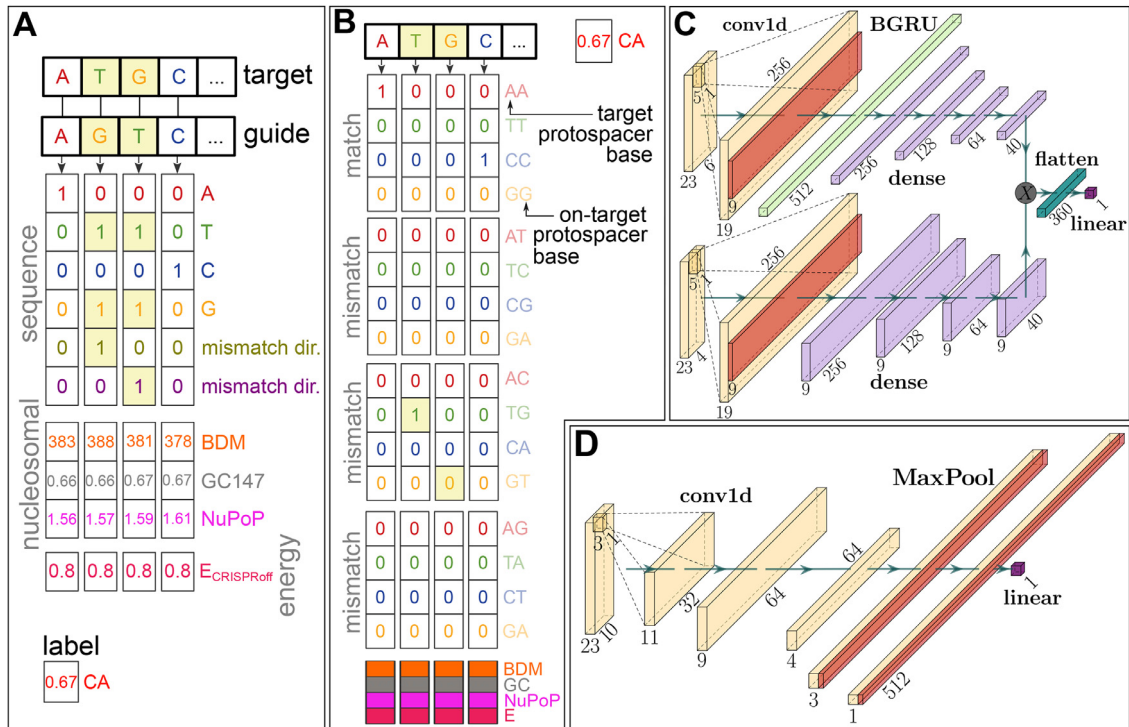 A
A T G C ... target
A G T C ... guide
1 0 0 0 A
0 1 1 0 T
0 0 0 1 C
0 1 1 0 G
0 1 0 0 mismatch dir.
0 0 1 0 mismatch dir.
sequence
383 388 381 378 BDM
0.66 0.66 0.67 0.67 GC147
1.56 1.57 1.59 1.61 NuPoP
nucleosomal
0.8 0.8 0.8 0.8 E CRISPRoff
energy
label
0.67 CA
B
A T G C ...
0.67 CA
match
1 0 0 0 AA
0 0 0 0 TT
0 0 1 CC
0 0 0 0 GG
target
protospacer
base
on-target
protospacer
base
mismatch
0 0 0 0 AT
0 0 0 0 TC
0 0 0 0 CG
0 0 0 0 GA
mismatch
0 0 0 0 AC
0 1 0 0 TG
0 0 0 0 CA
0 0 0 0 GT
mismatch
0 0 0 0 AG
0 0 0 0 TA
0 0 0 0 CT
0 0 0 0 GA
BDM
GC
NuPoP
E
C
conv1d
BGRU
5 1
23 6
256
9
19
512
256
128
64
40
dense
flatten
X
360
1
linear
5 1
23 4
256
9
19
9 256
9 128
9 64
9 40
dense
D
conv1d
MaxPool
3 1
23 10
11 32
9 64
4 64
3
1 512
1
linear